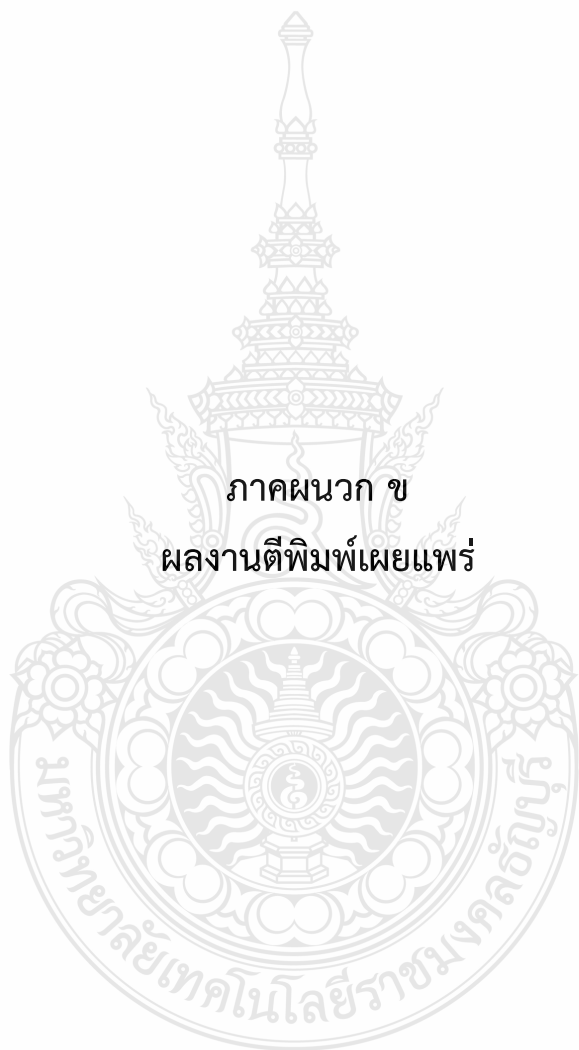 ภาคผนวก ข
ผลงานตีพิมพ์เผยแพร่
มหาวิทยาลัยเทคโนโลยีราชมงคลธัญบุรี